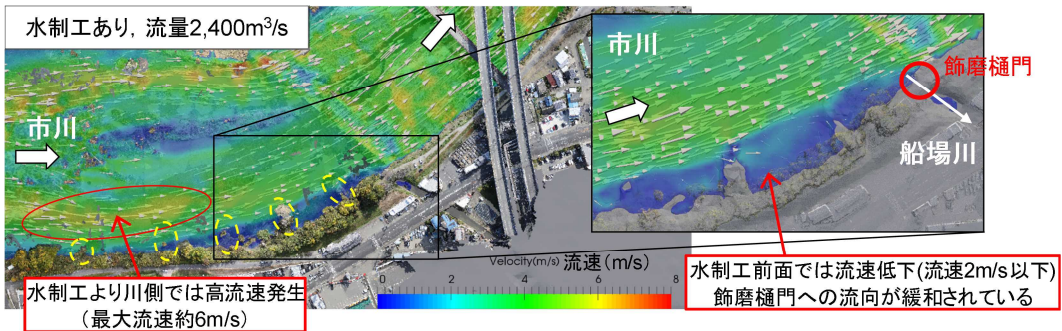 水制工あり，流量2,400m³/s
市川
市川
飾磨樋門
船場川
水制工より川側では高流速発生
（最大流速約6m/s）
Velocity(m/s) 流速（m/s）
0 2 4 6 8
水制工前面では流速低下(流速2m/s以下)
飾磨樋門への流向が緩和されている